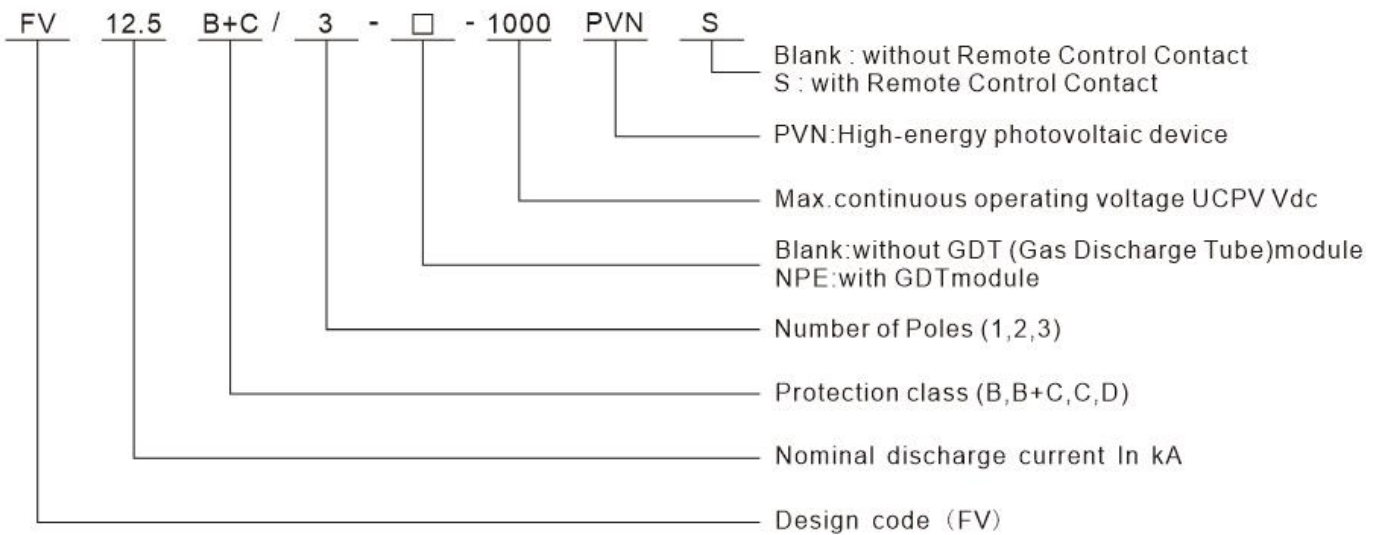 FV 12.5 B+C / 3 - □ - 1000 PVN S
Blank : without Remote Control Contact
S : with Remote Control Contact
PVN:High-energy photovoltaic device
Max.continuous operating voltage UCPV Vdc
Blank:without GDT (Gas Discharge Tube)module
NPE:with GDTmodule
Number of Poles (1,2,3)
Protection class (B,B+C,C,D)
Nominal discharge current In kA
Design code（FV）